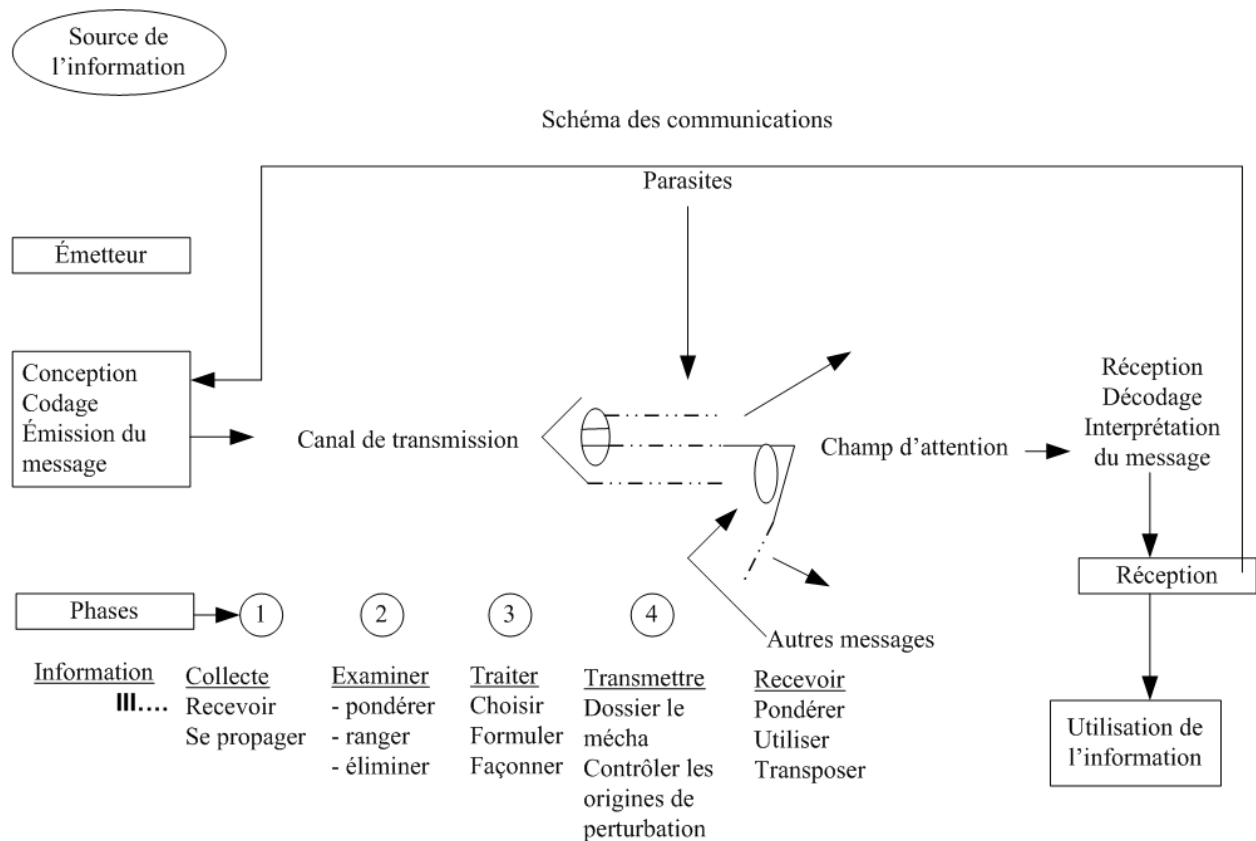 Source de
l’information
Schéma des communications
Parasites
Émetteur
Conception
Codage
Émission du
message
Canal de transmission
Champ d’attention
Réception
Décodage
Interprétation
du message
Réception
Phases
1
2
3
4
Autres messages
Information
III....
Collecte
Recevoir
Se propager
Examiner
- pondérer
- ranger
- éliminer
Traiter
Choisir
Formuler
Façonner
Transmettre
Dossier le
mécha
Contrôler les
origines de
perturbation
Recevoir
Pondérer
Utiliser
Transposer
Utilisation de
l’information